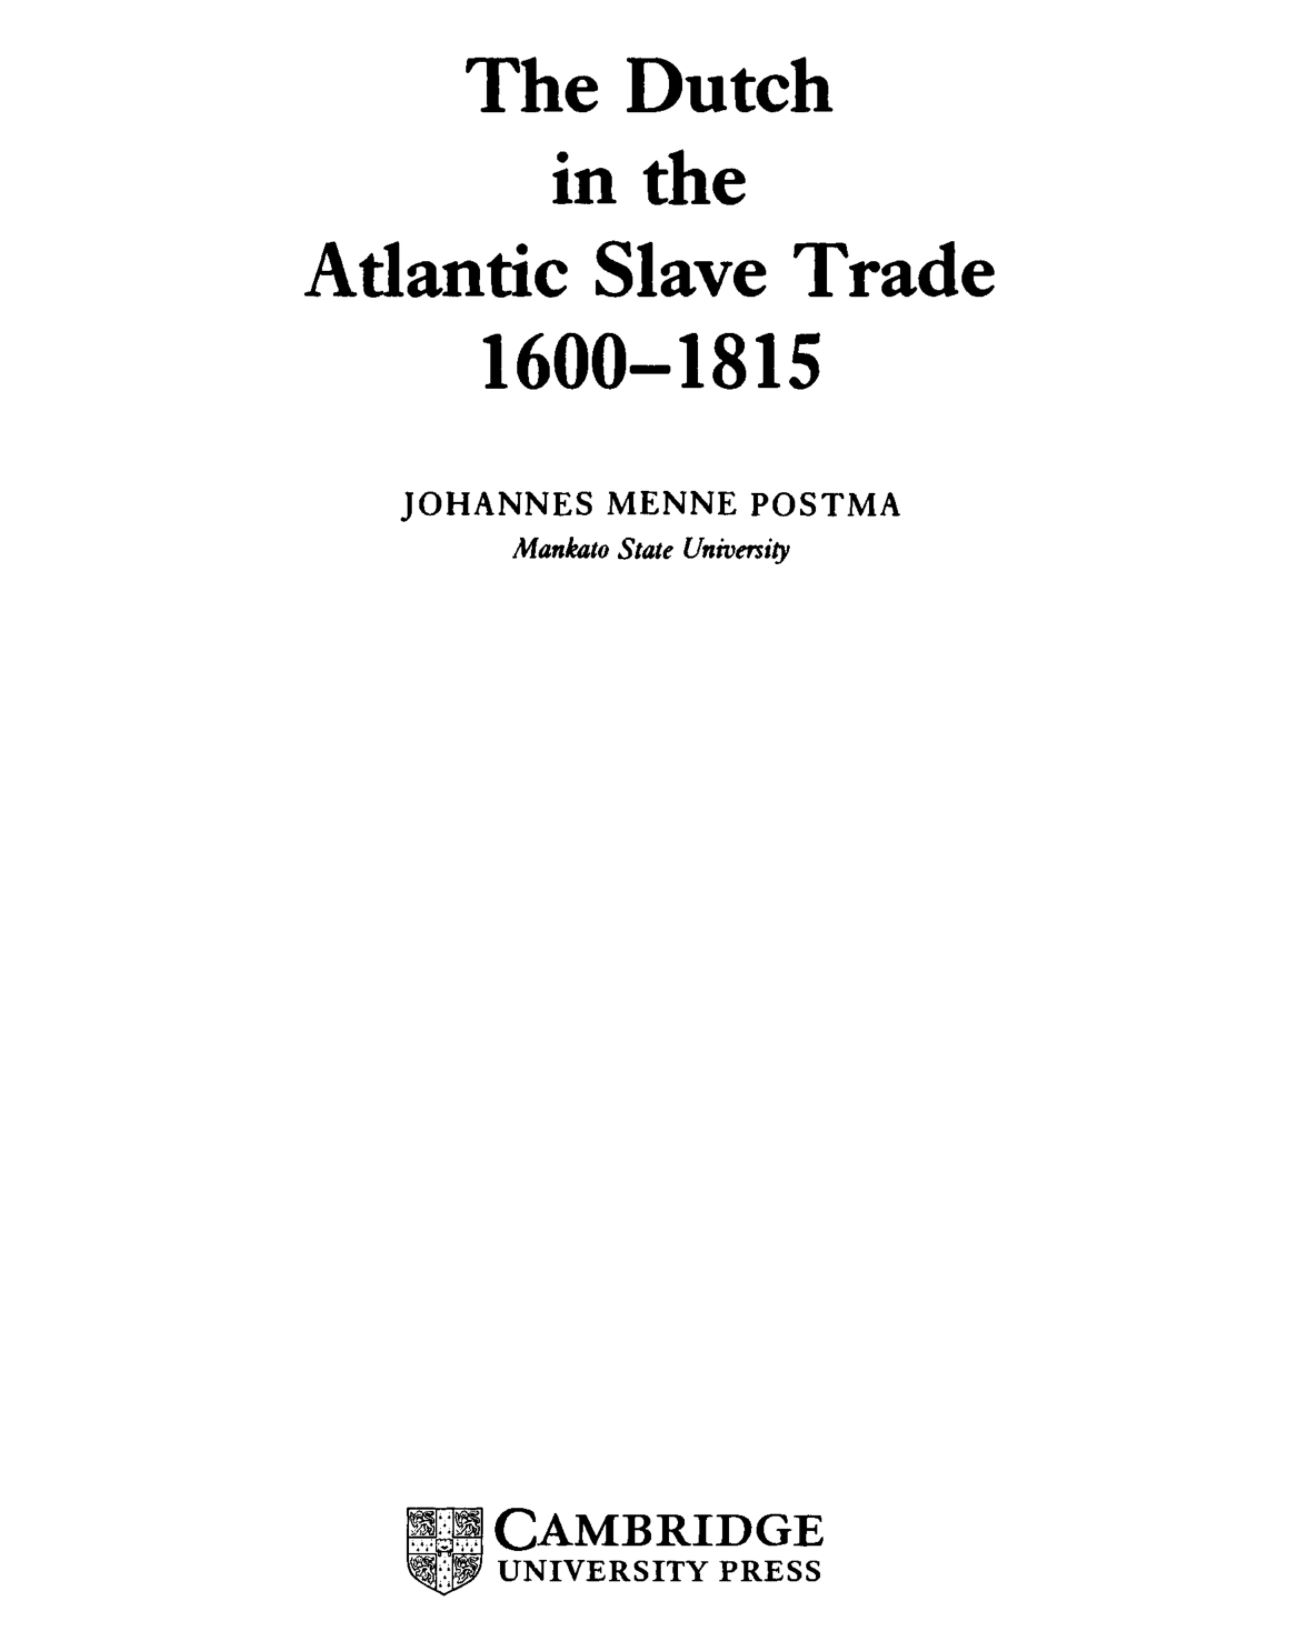 The Dutch
in the
Atlantic Slave Trade
1600–1815
JOHANNES MENNE POSTMA
Mankato State University
CAMBRIDGE
UNIVERSITY PRESS